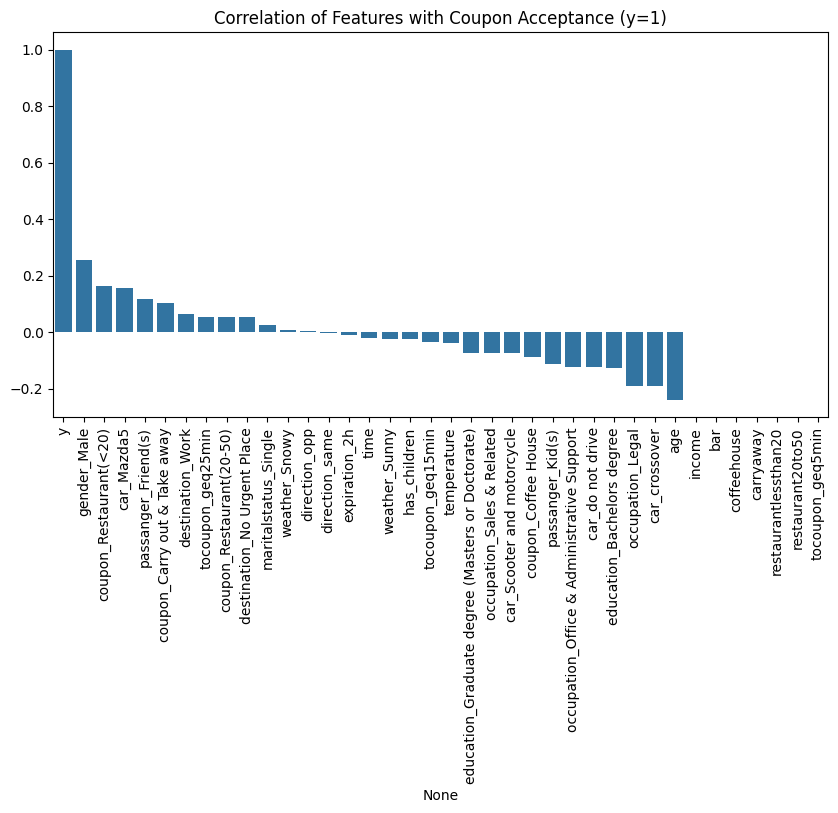 Correlation of Features with Coupon Acceptance (y=1)
1.0
0.8
0.6
0.4
0.2
0.0
−0.2
y
gender_Male
coupon_Restaurant(<20)
car_Mazda5
passanger_Friend(s)
coupon_Carry out & Take away
destination_Work
tocoupon_geq25min
coupon_Restaurant(20-50)
destination_No Urgent Place
maritalstatus_Single
weather_Snowy
direction_opp
direction_same
expiration_2h
time
weather_Sunny
has_children
tocoupon_geq15min
temperature
education_Graduate degree (Masters or Doctorate)
occupation_Sales & Related
car_Scooter and motorcycle
coupon_Coffee House
passanger_Kid(s)
occupation_Office & Administrative Support
car_do not drive
education_Bachelors degree
occupation_Legal
car_crossover
age
income
bar
coffeehouse
carryaway
restaurantlessthan20
restaurant20to50
tocoupon_geq5min
None